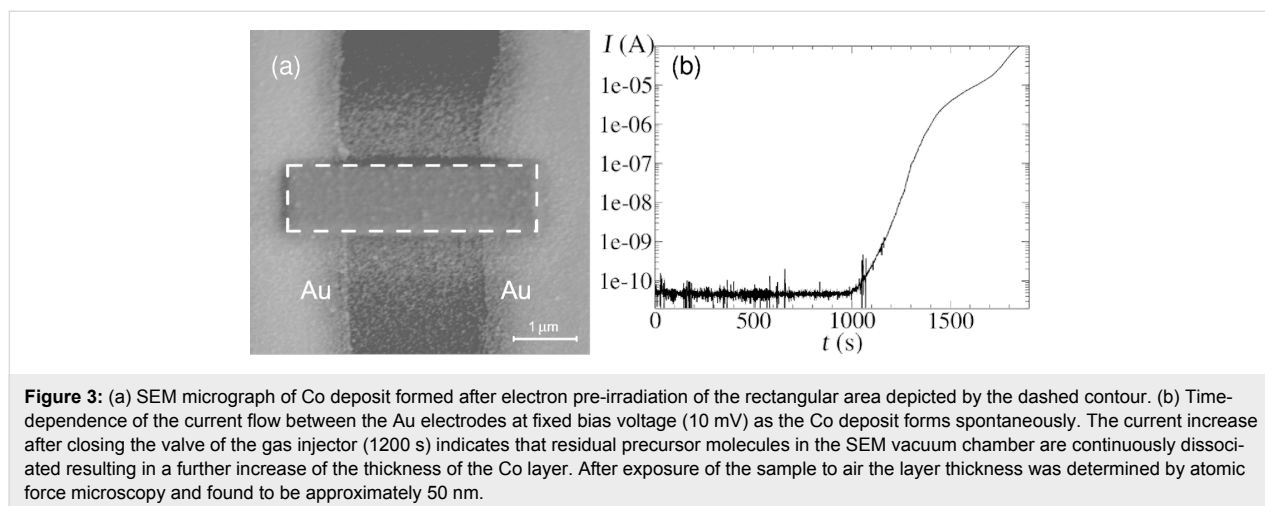 (a)
Au
Au
1 μm
I (A)
(b)
1e-05
1e-06
1e-07
1e-08
1e-09
1e-10
0
500
1000
1500
t (s)
Figure 3: (a) SEM micrograph of Co deposit formed after electron pre-irradiation of the rectangular area depicted by the dashed contour. (b) Time-
dependence of the current flow between the Au electrodes at fixed bias voltage (10 mV) as the Co deposit forms spontaneously. The current increase
after closing the valve of the gas injector (1200 s) indicates that residual precursor molecules in the SEM vacuum chamber are continuously dissoci-
ated resulting in a further increase of the thickness of the Co layer. After exposure of the sample to air the layer thickness was determined by atomic
force microscopy and found to be approximately 50 nm.